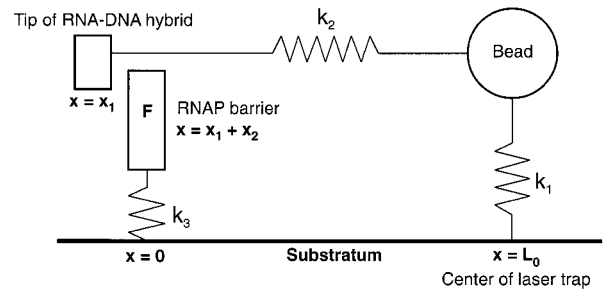 Tip of RNA-DNA hybrid
k₂
Bead
x = x₁
F
RNAP barrier
x = x₁ + x₂
k₁
k₃
x = 0
Substratum
x = L₀
Center of laser trap